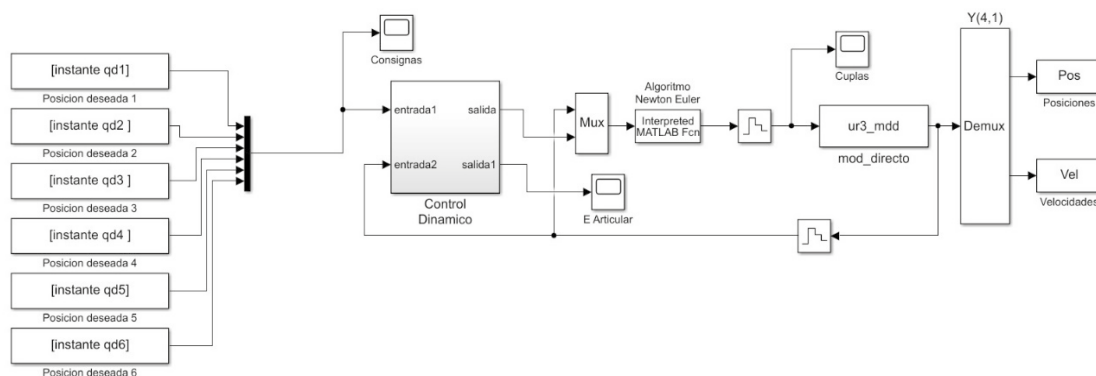 [instante qd1]
Posicion deseada 1
[instante qd2 ]
Posicion deseada 2
[instante qd3 ]
Posicion deseada 3
[instante qd4 ]
Posicion deseada 4
[instante qd5]
Posicion deseada 5
[instante qd6]
Posicion deseada 6
Consignas
entrada1
salida
entrada2
salida1
Control
Dinamico
E Articular
Mux
Algoritmo
Newton Euler
Interpreted
MATLAB Fcn
Cuplas
ur3_mdd
mod_directo
Y(4,1)
Demux
Pos
Posiciones
Vel
Velocidades